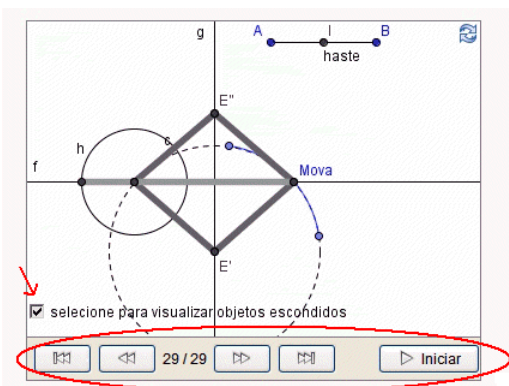 g
A
I
B
haste
E"
h
c
f
Mova
E'
selecione para visualizar objetos escondidos
29 / 29
Iniciar